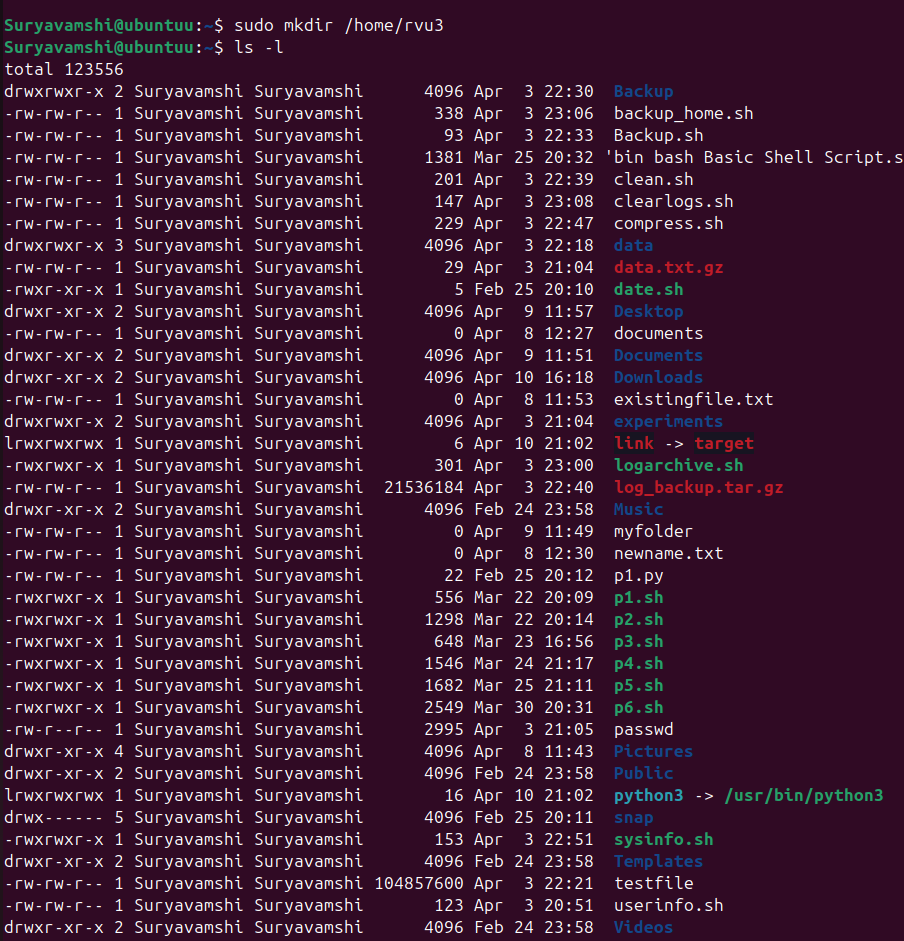 Suryavamshi@ubuntuu:~$ sudo mkdir /home/rvu3
Suryavamshi@ubuntuu:~$ ls -l
total 123556
drwxrwxr-x 2 Suryavamshi Suryavamshi      4096 Apr  3 22:30  Backup
-rw-rw-r-- 1 Suryavamshi Suryavamshi       338 Apr  3 23:06  backup_home.sh
-rw-rw-r-- 1 Suryavamshi Suryavamshi        93 Apr  3 22:33  Backup.sh
-rw-rw-r-- 1 Suryavamshi Suryavamshi      1381 Mar 25 20:32 'bin bash Basic Shell Script.s
-rw-rw-r-- 1 Suryavamshi Suryavamshi       201 Apr  3 22:39  clean.sh
-rw-rw-r-- 1 Suryavamshi Suryavamshi       147 Apr  3 23:08  clearlogs.sh
-rw-rw-r-- 1 Suryavamshi Suryavamshi       229 Apr  3 22:47  compress.sh
drwxrwxr-x 3 Suryavamshi Suryavamshi      4096 Apr  3 22:18  data
-rw-rw-r-- 1 Suryavamshi Suryavamshi        29 Apr  3 21:04  data.txt.gz
-rwxr-xr-x 1 Suryavamshi Suryavamshi         5 Feb 25 20:10  date.sh
drwxr-xr-x 2 Suryavamshi Suryavamshi      4096 Apr  9 11:57  Desktop
-rw-rw-r-- 1 Suryavamshi Suryavamshi         0 Apr  8 12:27  documents
drwxr-xr-x 2 Suryavamshi Suryavamshi      4096 Apr  9 11:51  Documents
drwxr-xr-x 2 Suryavamshi Suryavamshi      4096 Apr 10 16:18  Downloads
-rw-rw-r-- 1 Suryavamshi Suryavamshi         0 Apr  8 11:53  existingfile.txt
drwxrwxr-x 2 Suryavamshi Suryavamshi      4096 Apr  3 21:04  experiments
lrwxrwxrwx 1 Suryavamshi Suryavamshi         6 Apr 10 21:02  link -> target
-rwxrwxr-x 1 Suryavamshi Suryavamshi       301 Apr  3 23:00  logarchive.sh
-rw-rw-r-- 1 Suryavamshi Suryavamshi  21536184 Apr  3 22:40  log_backup.tar.gz
drwxr-xr-x 2 Suryavamshi Suryavamshi      4096 Feb 24 23:58  Music
-rw-rw-r-- 1 Suryavamshi Suryavamshi         0 Apr  9 11:49  myfolder
-rw-rw-r-- 1 Suryavamshi Suryavamshi         0 Apr  8 12:30  newname.txt
-rw-rw-r-- 1 Suryavamshi Suryavamshi        22 Feb 25 20:12  p1.py
-rwxrwxr-x 1 Suryavamshi Suryavamshi       556 Mar 22 20:09  p1.sh
-rwxrwxr-x 1 Suryavamshi Suryavamshi      1298 Mar 22 20:14  p2.sh
-rwxrwxr-x 1 Suryavamshi Suryavamshi       648 Mar 23 16:56  p3.sh
-rwxrwxr-x 1 Suryavamshi Suryavamshi      1546 Mar 24 21:17  p4.sh
-rwxrwxr-x 1 Suryavamshi Suryavamshi      1682 Mar 25 21:11  p5.sh
-rwxrwxr-x 1 Suryavamshi Suryavamshi      2549 Mar 30 20:31  p6.sh
-rw-r--r-- 1 Suryavamshi Suryavamshi      2995 Apr  3 21:05  passwd
drwxr-xr-x 4 Suryavamshi Suryavamshi      4096 Apr  8 11:43  Pictures
drwxr-xr-x 2 Suryavamshi Suryavamshi      4096 Feb 24 23:58  Public
lrwxrwxrwx 1 Suryavamshi Suryavamshi        16 Apr 10 21:02  python3 -> /usr/bin/python3
drwx------ 5 Suryavamshi Suryavamshi      4096 Feb 25 20:11  snap
-rwxrwxr-x 1 Suryavamshi Suryavamshi       153 Apr  3 22:51  sysinfo.sh
drwxr-xr-x 2 Suryavamshi Suryavamshi      4096 Feb 24 23:58  Templates
-rw-rw-r-- 1 Suryavamshi Suryavamshi 104857600 Apr  3 22:21  testfile
-rw-rw-r-- 1 Suryavamshi Suryavamshi       123 Apr  3 20:51  userinfo.sh
drwxr-xr-x 2 Suryavamshi Suryavamshi      4096 Feb 24 23:58  Videos